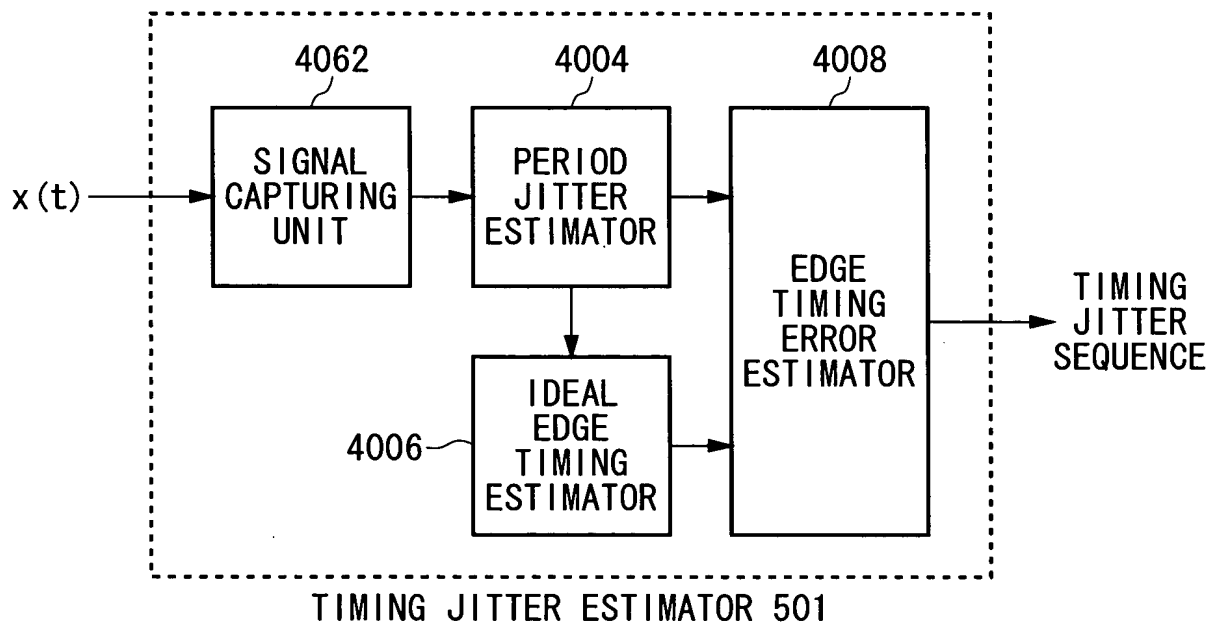 4062
4004
4008
x(t)
SIGNAL
CAPTURING
UNIT
PERIOD
JITTER
ESTIMATOR
EDGE
TIMING
ERROR
ESTIMATOR
TIMING
JITTER
SEQUENCE
4006
IDEAL
EDGE
TIMING
ESTIMATOR
TIMING JITTER ESTIMATOR 501